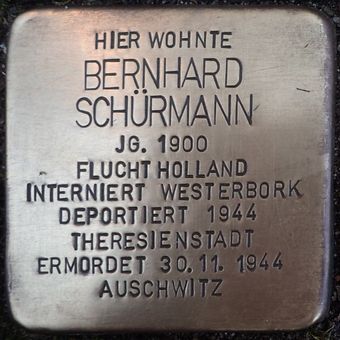 HIER WOHNTE
BERNHARD
SCHÜRMANN
JG. 1900
FLUCHT HOLLAND
INTERNIERT WESTERBORK
DEPORTIERT 1944
THERESIENSTADT
ERMORDET 30.11.1944
AUSCHWITZ